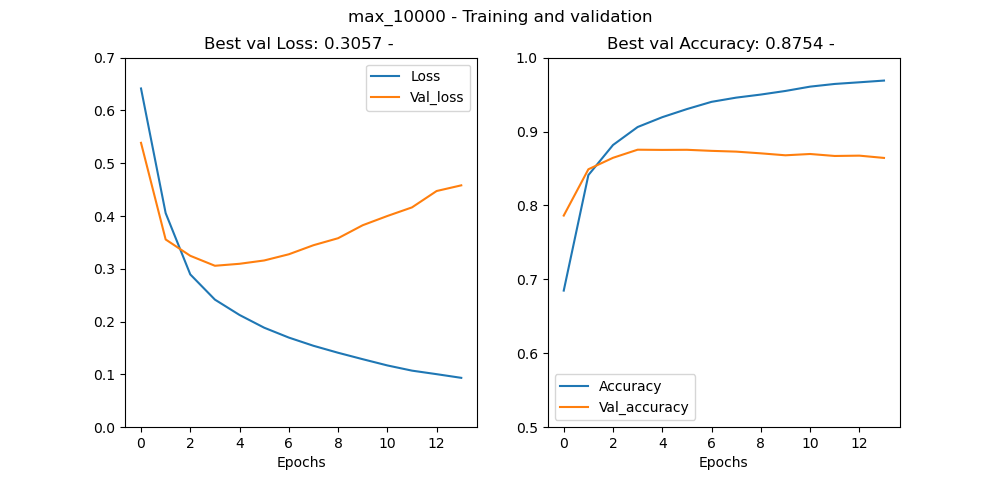 max_10000 - Training and validation
Best val Loss: 0.3057 -
0.7
0.6
0.5
0.4
0.3
0.2
0.1
0.0
0 2 4 6 8 10 12
Epochs
Loss
Val_loss
Best val Accuracy: 0.8754 -
1.0
0.9
0.8
0.7
0.6
0.5
0 2 4 6 8 10 12
Epochs
Accuracy
Val_accuracy